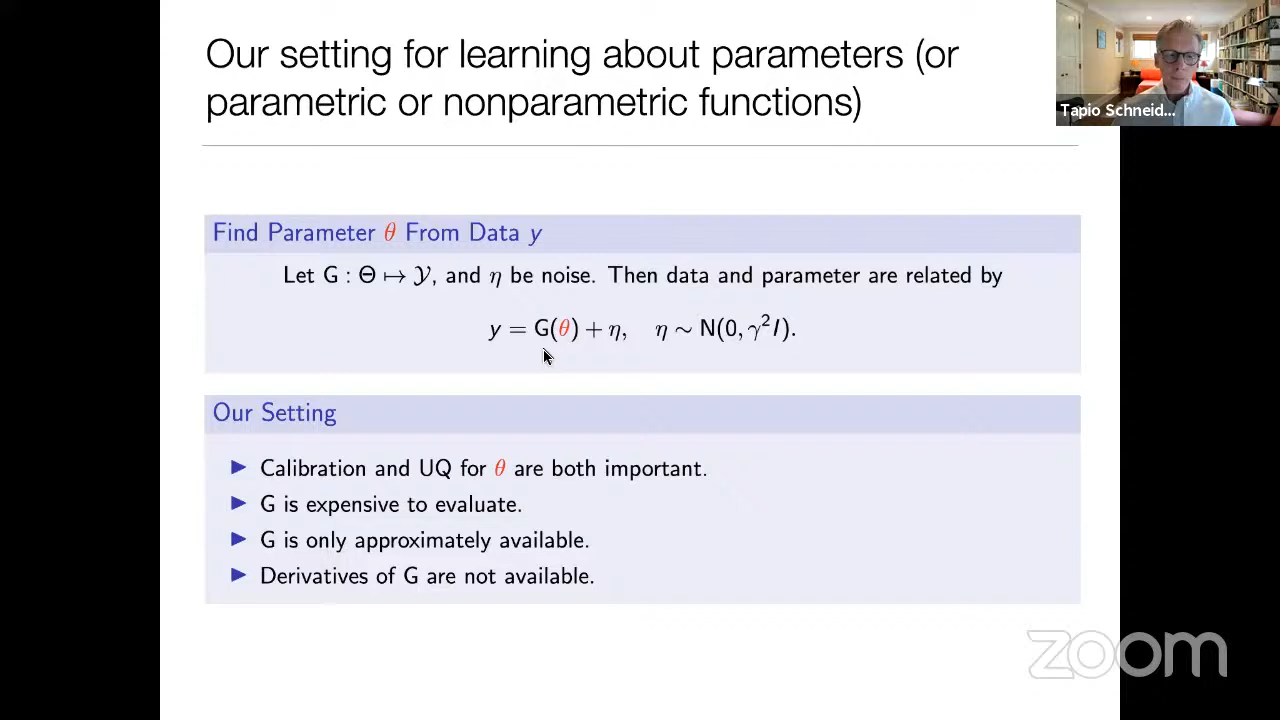 Our setting for learning about parameters (or
parametric or nonparametric functions)
Tapio Schneid...
Find Parameter θ From Data y
Let G : Θ ↦ 𝒴, and η be noise. Then data and parameter are related by
y = G(θ) + η, η ∼ N(0, γ²I).
Our Setting
▶ Calibration and UQ for θ are both important.
▶ G is expensive to evaluate.
▶ G is only approximately available.
▶ Derivatives of G are not available.
zoom